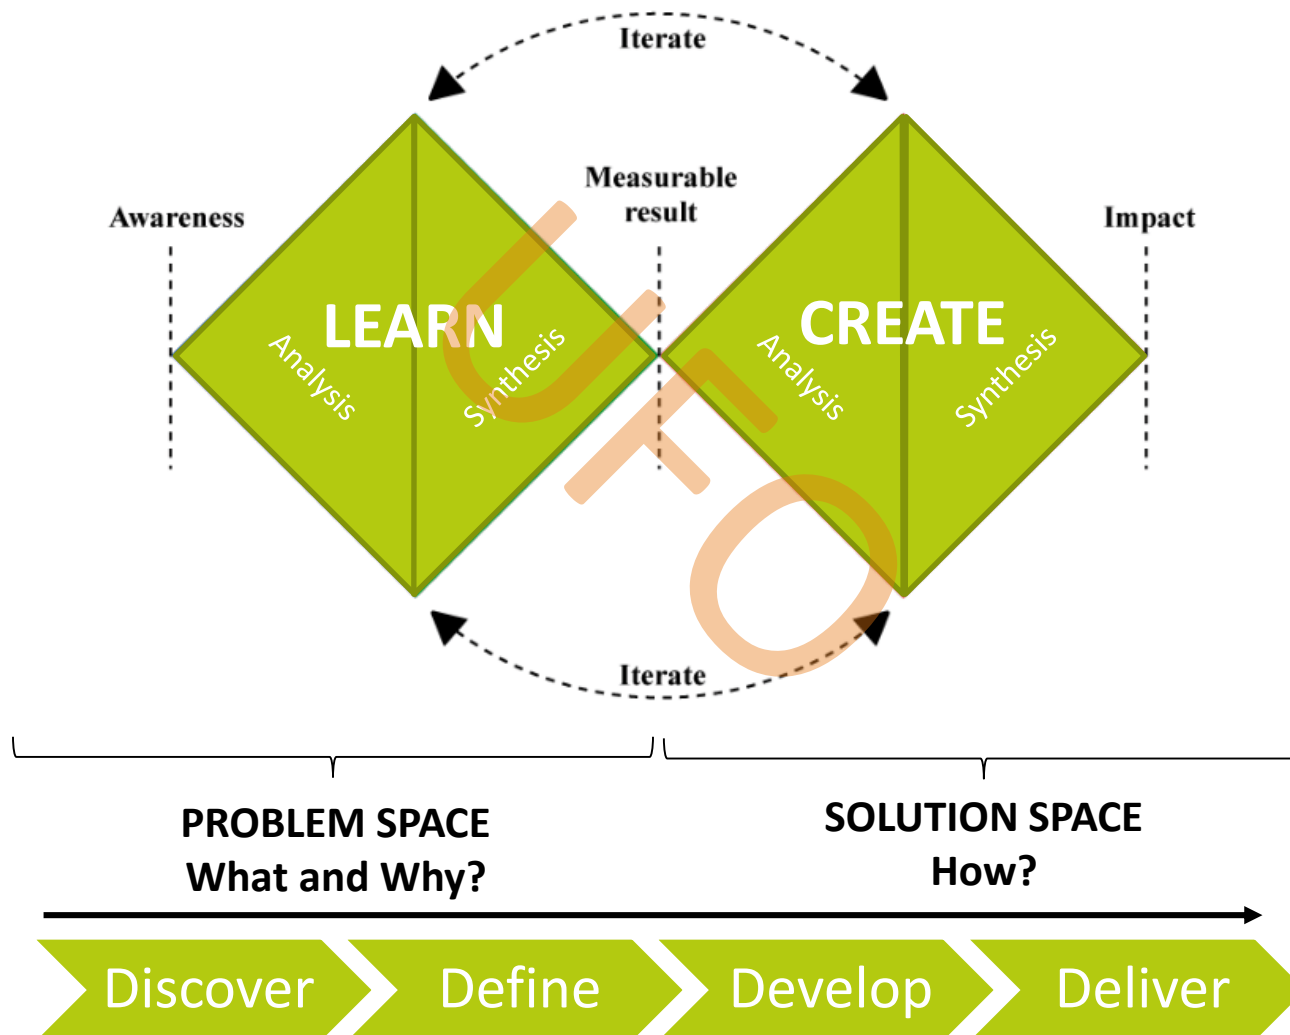 Iterate
Measurable
result
Awareness
Impact
LEARN
CREATE
Analysis
Synthesis
Analysis
Synthesis
UFO
Iterate
PROBLEM SPACE
What and Why?
SOLUTION SPACE
How?
Discover
Define
Develop
Deliver